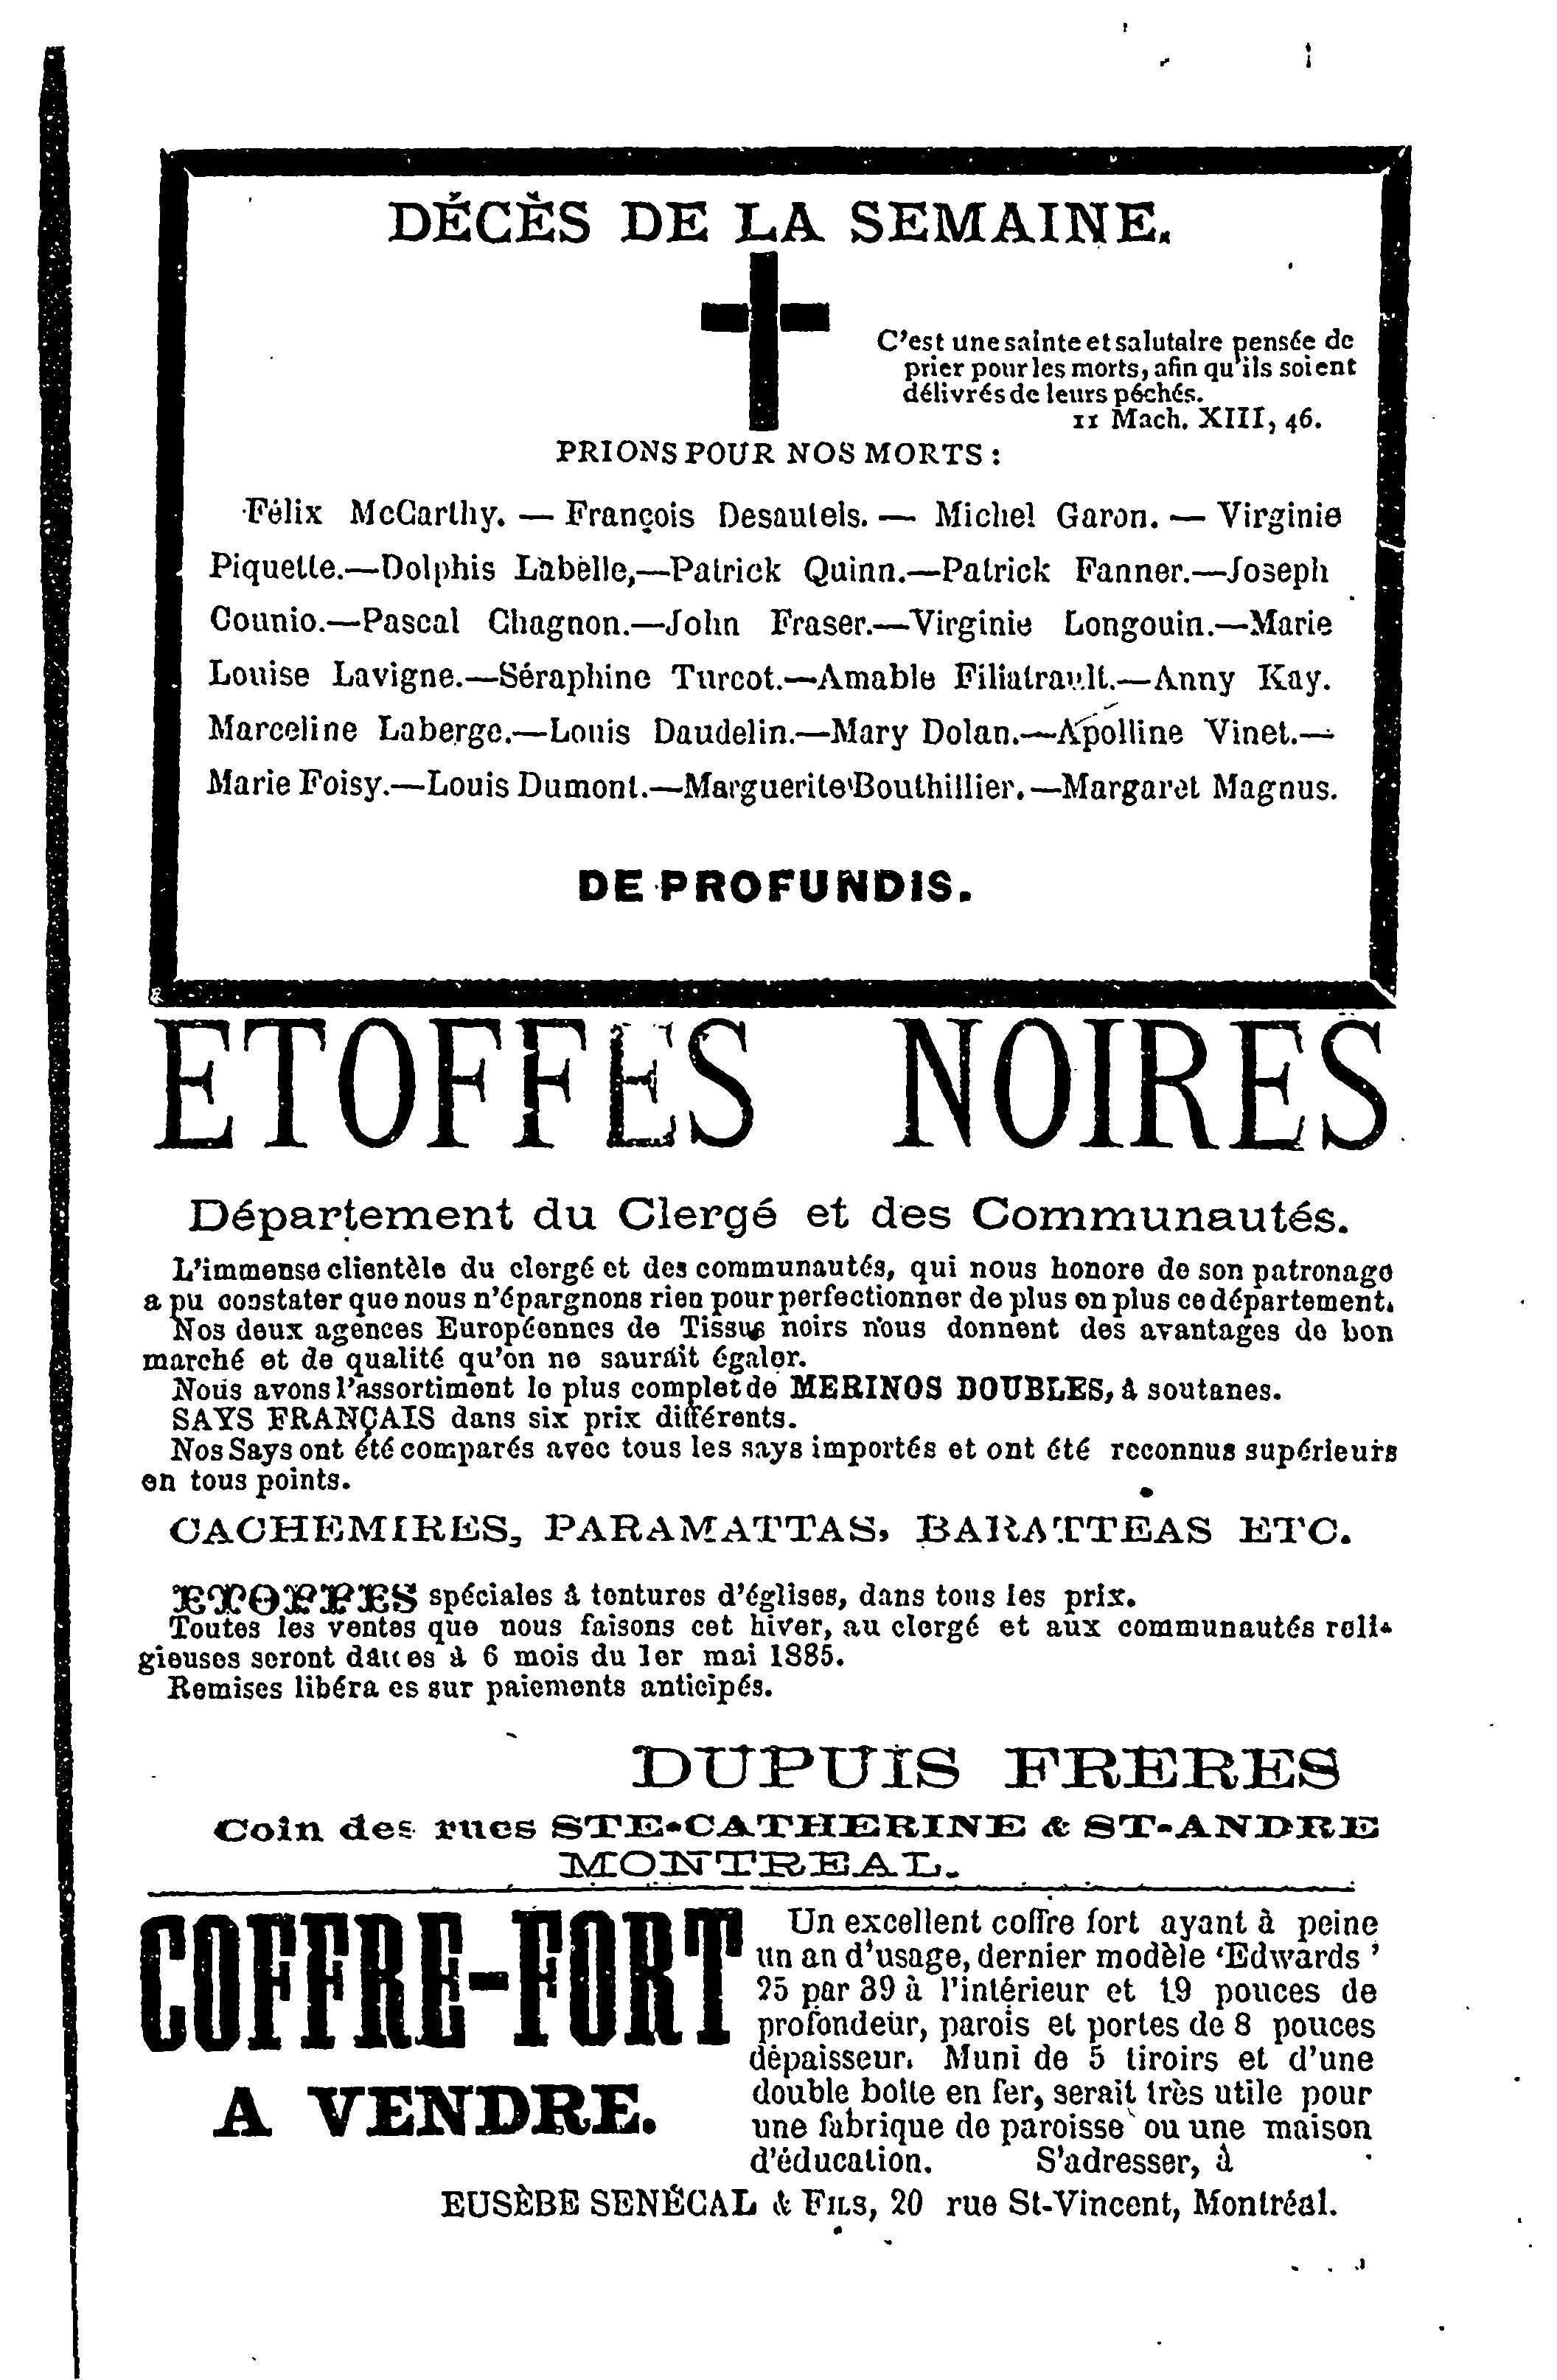 DÉCÈS DE LA SEMAINE.
C'est une sainte et salutaire pensée de
prier pour les morts, afin qu'ils soient
délivrés de leurs péchés.
II Mach. XIII, 46.
PRIONS POUR NOS MORTS :
Félix McCarthy. — François Desautels. — Michel Garon. — Virginie
Piquette.—Dolphis Labelle,—Patrick Quinn.—Patrick Fanner.—Joseph
Counio.—Pascal Chagnon.—John Fraser.—Virginie Longouin.—Marie
Louise Lavigne.—Séraphine Turcot.—Amable Filiatrault.—Anny Kay.
Marceline Laberge.—Louis Daudelin.—Mary Dolan.—Apolline Vinet.—
Marie Foisy.—Louis Dumont.—Marguerite Bouthillier.—Margaret Magnus.
DE PROFUNDIS.
ETOFFES NOIRES
Département du Clergé et des Communautés.
L'immense clientèle du clergé et des communautés, qui nous honore de son patronage
a pu constater que nous n'épargnons rien pour perfectionner de plus en plus ce département.
Nos deux agences Européennes de Tissus noirs nous donnent des avantages de bon
marché et de qualité qu'on ne saurait égaler.
Nous avons l'assortiment le plus complet de MERINOS DOUBLES, à soutanes.
SAYS FRANÇAIS dans six prix différents.
Nos Says ont été comparés avec tous les says importés et ont été reconnus supérieurs
en tous points.
CACHEMIRES, PARAMATTAS, BARATTEAS ETC.
ETOFFES spéciales à tentures d'églises, dans tous les prix.
Toutes les ventes que nous faisons cet hiver, au clergé et aux communautés reli-
gieuses seront dattes à 6 mois du 1er mai 1885.
Remises libéra es sur paiements anticipés.
DUPUIS FRERES
Coin des rues STE-CATHERINE & ST-ANDRE
MONTREAL.
COFFRE-FORT
A VENDRE.
Un excellent coffre fort ayant à peine
un an d'usage, dernier modèle 'Edwards'
25 par 39 à l'intérieur et 19 pouces de
profondeur, parois et portes de 8 pouces
dépaisseur. Muni de 5 tiroirs et d'une
double boite en fer, serait très utile pour
une fabrique de paroisse ou une maison
d'éducation. S'adresser, à
EUSÈBE SENÉCAL & FILS, 20 rue St-Vincent, Montréal.